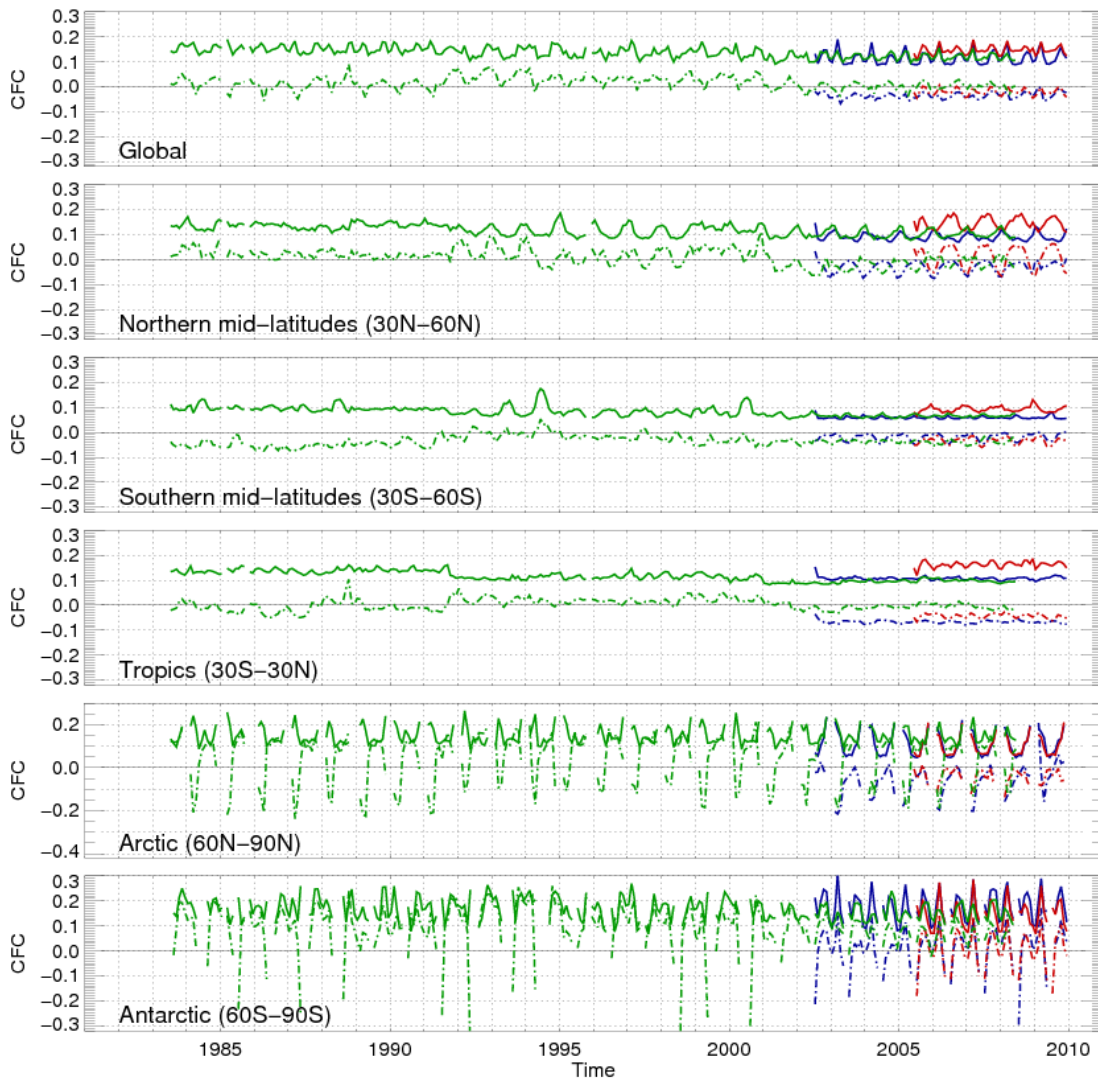 0.3
0.2
0.1
0.0
−0.1
−0.2
−0.3
CFC
Global
0.3
0.2
0.1
0.0
−0.1
−0.2
−0.3
CFC
Northern mid−latitudes (30N−60N)
0.3
0.2
0.1
0.0
−0.1
−0.2
−0.3
CFC
Southern mid−latitudes (30S−60S)
0.3
0.2
0.1
0.0
−0.1
−0.2
−0.3
CFC
Tropics (30S−30N)
0.2
0.0
−0.2
−0.4
CFC
Arctic (60N−90N)
0.3
0.2
0.1
0.0
−0.1
−0.2
−0.3
CFC
Antarctic (60S−90S)
1985 1990 1995 2000 2005 2010
Time